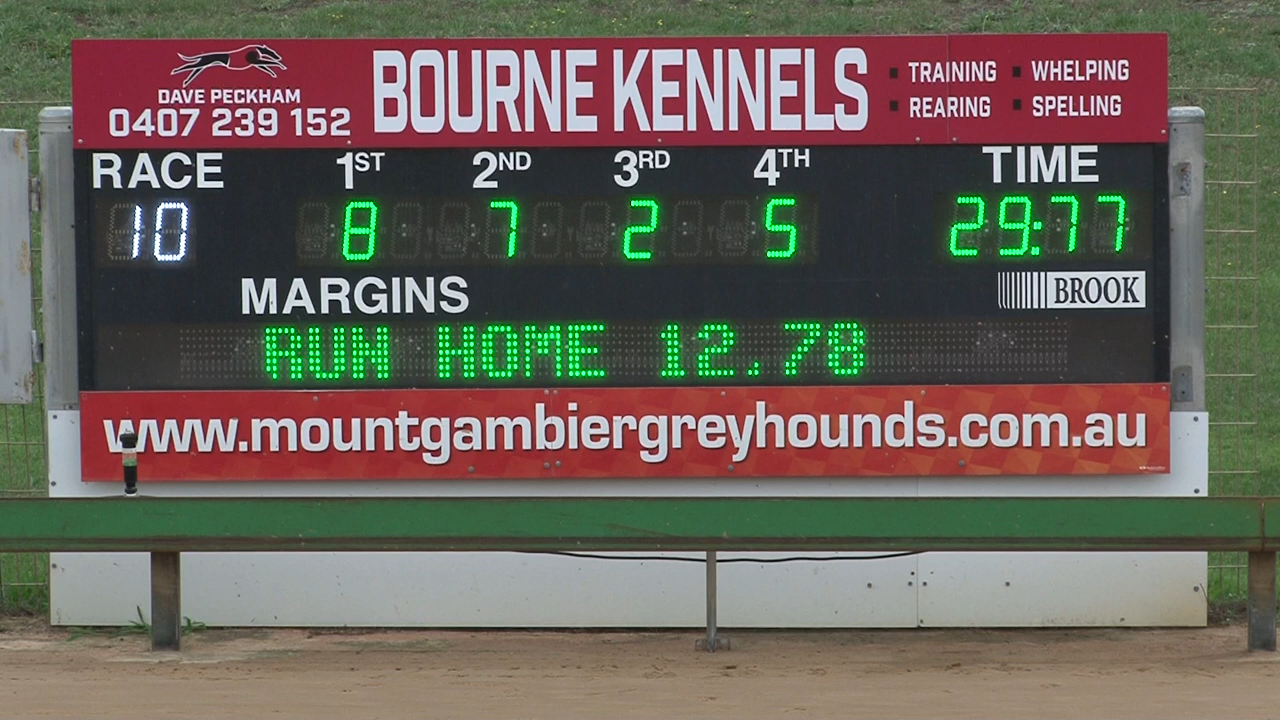 BOURNE KENNELS
DAVE PECKHAM
0407 239 152
TRAINING
WHELPING
REARING
SPELLING
RACE 1ST 2ND 3RD 4TH TIME
10 8 7 2 5 29:77
MARGINS
BROOK
RUN HOME 12.78
www.mountgambiergreyhounds.com.au